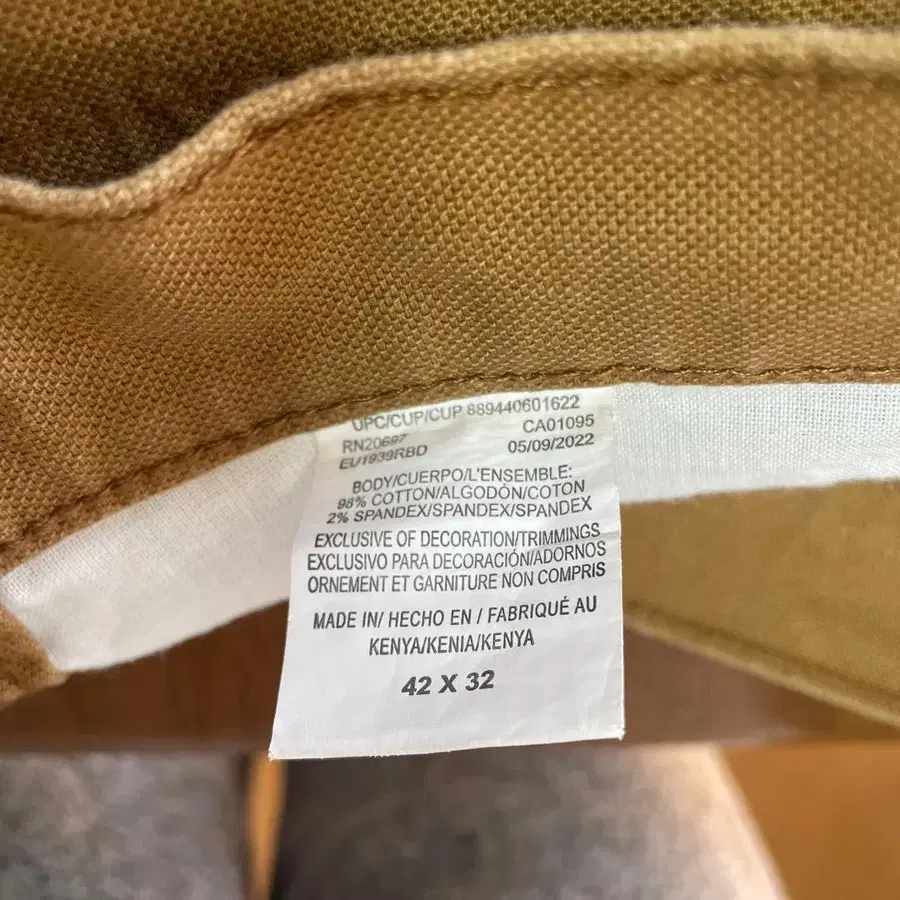 UPC/CUP/CUP 889440601622
RN20697 CA01095
EU1939RBD 05/09/2022
BODY/CUERPO/L'ENSEMBLE:
98% COTTON/ALGODÓN/COTON
2% SPANDEX/SPANDEX/SPANDEX
EXCLUSIVE OF DECORATION/TRIMMINGS
EXCLUSIVO PARA DECORACIÓN/ADORNOS
ORNEMENT ET GARNITURE NON COMPRIS
MADE IN/ HECHO EN / FABRIQUÉ AU
KENYA/KENIA/KENYA
42 X 32